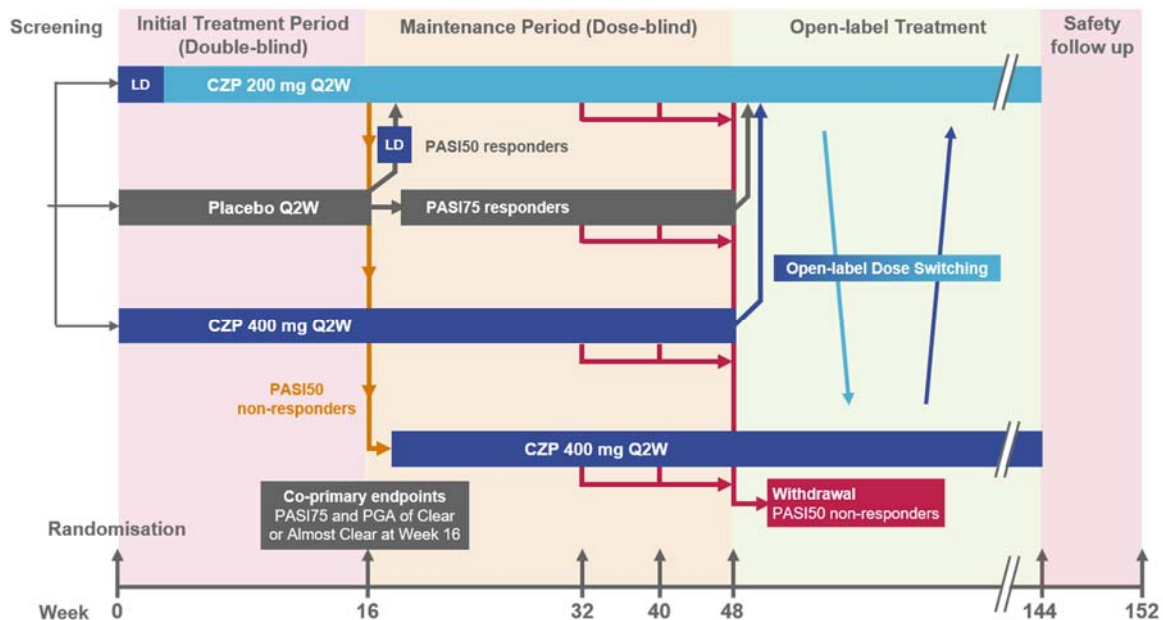 Screening
Initial Treatment Period
(Double-blind)
Maintenance Period (Dose-blind)
Open-label Treatment
Safety
follow up
LD
CZP 200 mg Q2W
LD
PASI50 responders
Placebo Q2W
PASI75 responders
Open-label Dose Switching
CZP 400 mg Q2W
PASI50
non-responders
CZP 400 mg Q2W
Co-primary endpoints
PASI75 and PGA of Clear
or Almost Clear at Week 16
Withdrawal
PASI50 non-responders
Randomisation
Week
0
16
32
40
48
144
152